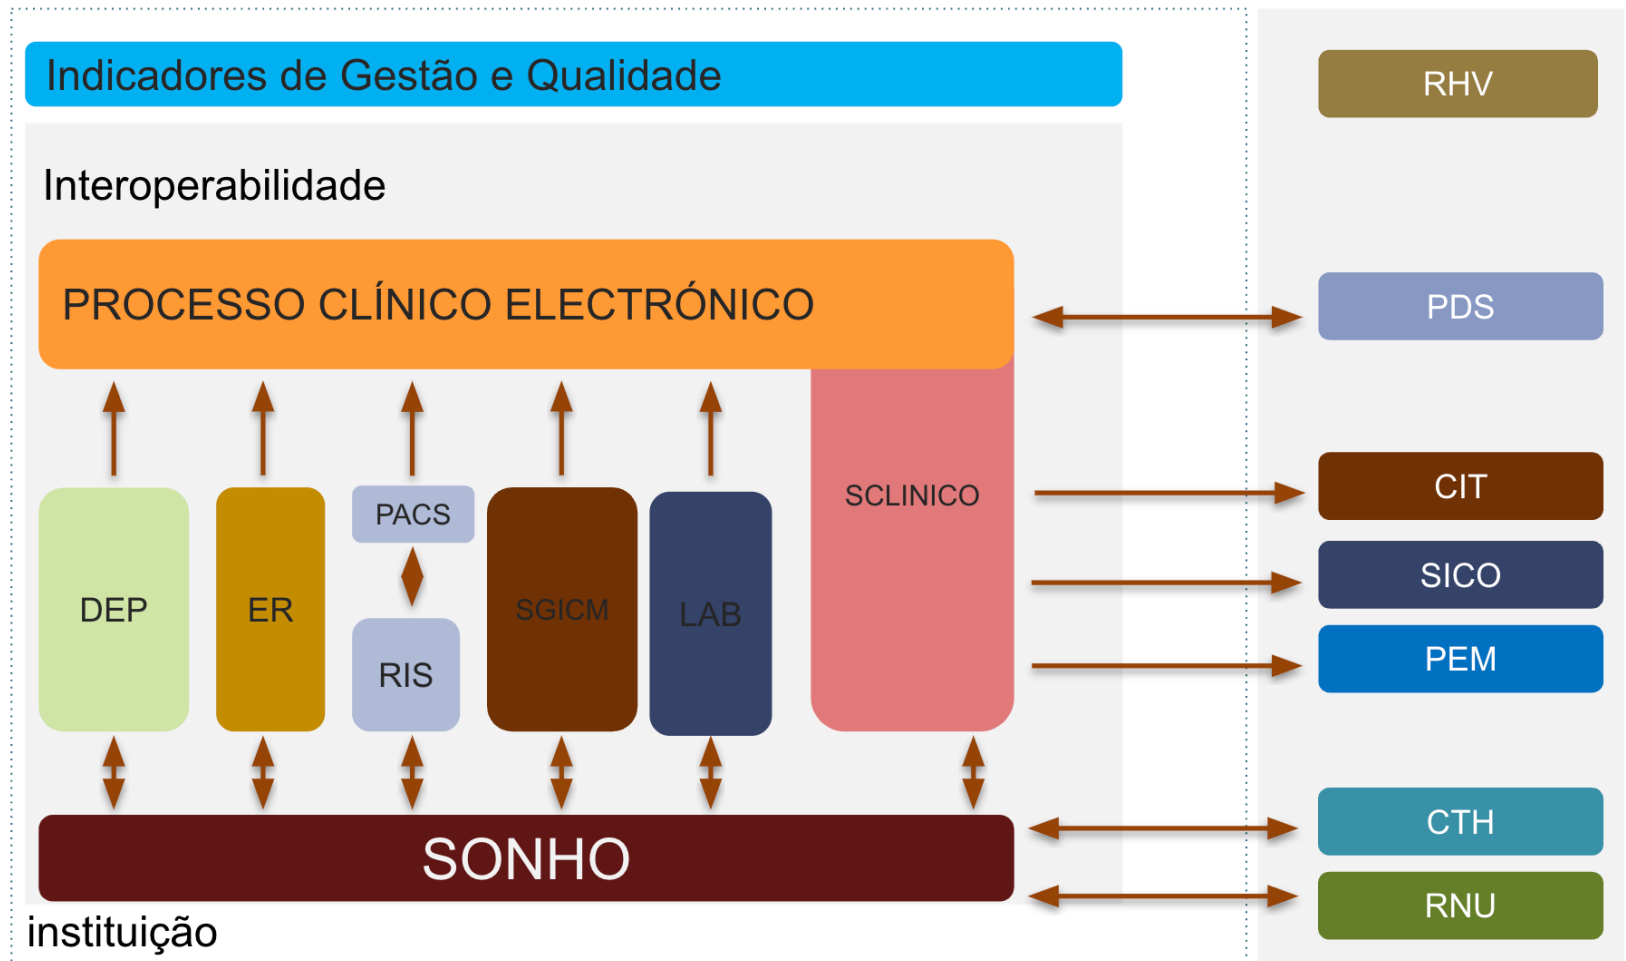 Indicadores de Gestão e Qualidade
RHV
Interoperabilidade
PROCESSO CLÍNICO ELECTRÓNICO
PDS
SCLINICO
CIT
PACS
SICO
DEP
ER
SGICM
LAB
RIS
PEM
SONHO
CTH
RNU
instituição